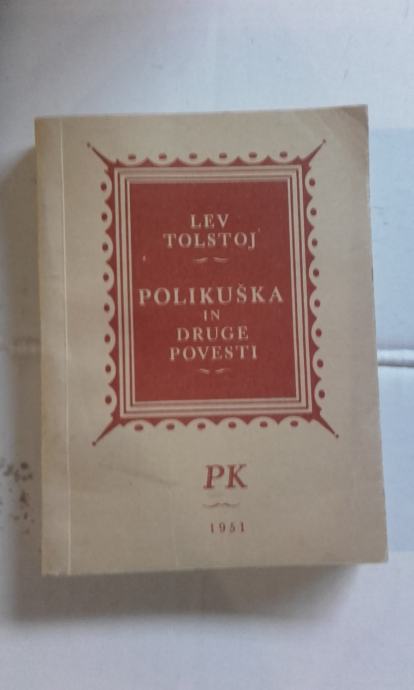 LEV
TOLSTOJ
POLIKUŠKA
IN
DRUGE
POVESTI
PK
1951